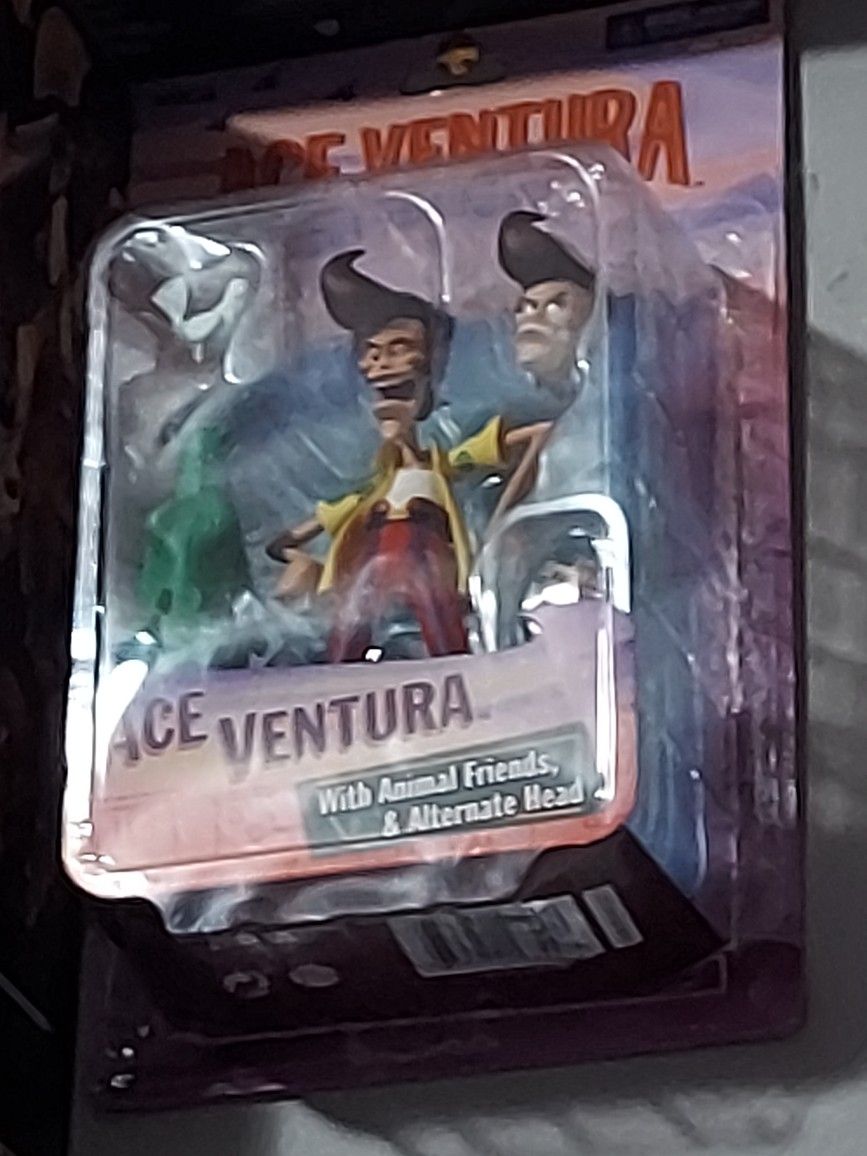 ACE VENTURA
ACE VENTURA
With Animal Friends,
& Alternate Head